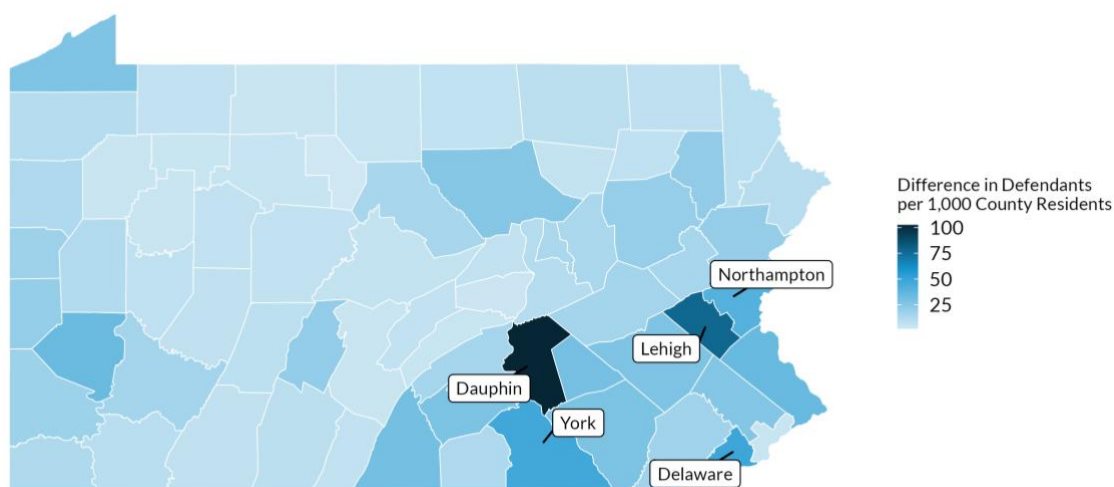 Difference in Defendants
per 1,000 County Residents
100
75
50
25
Northampton
Lehigh
Dauphin
York
Delaware